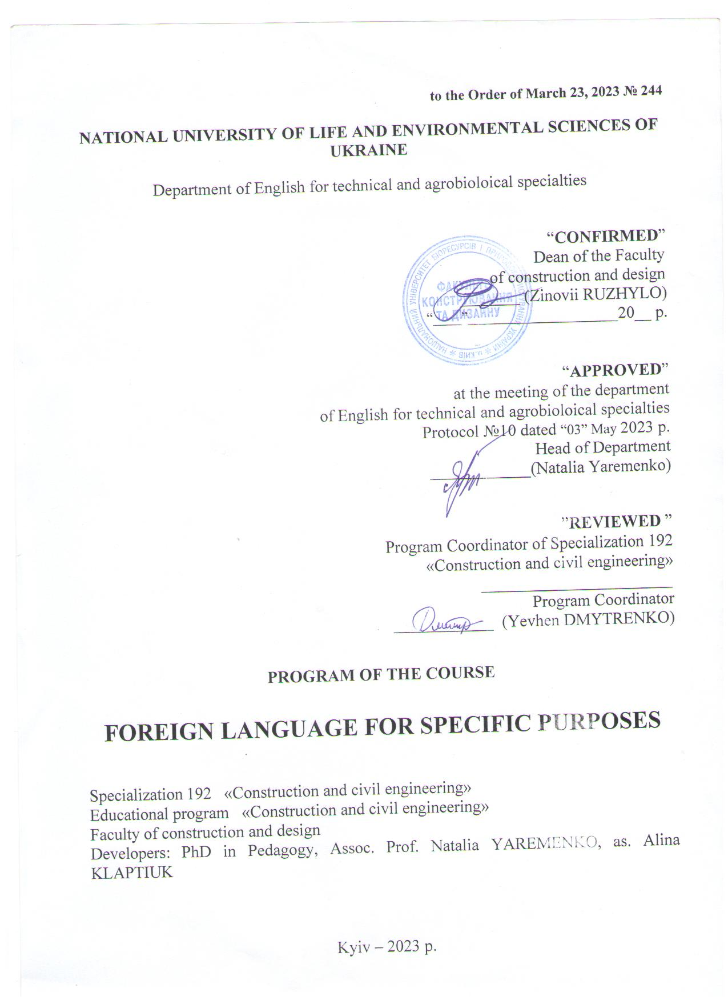 to the Order of March 23, 2023 № 244
NATIONAL UNIVERSITY OF LIFE AND ENVIRONMENTAL SCIENCES OF
UKRAINE
Department of English for technical and agrobioloical specialties
“CONFIRMED”
Dean of the Faculty
of construction and design
(Zinovii RUZHYLO)
“____”__________________20__ р.
НАЦІОНАЛЬНИЙ УНІВЕРСИТЕТ БІОРЕСУРСІВ І УКРАЇНИ * м.КИЇВ *
КОНСТРУЮВАННЯ
ТА ДИЗАЙНУ
“APPROVED”
at the meeting of the department
of English for technical and agrobioloical specialties
Protocol №10 dated “03” May 2023 р.
Head of Department
____________(Natalia Yaremenko)
”REVIEWED ”
Program Coordinator of Specialization 192
«Construction and civil engineering»
Program Coordinator
____________ (Yevhen DMYTRENKO)
PROGRAM OF THE COURSE
FOREIGN LANGUAGE FOR SPECIFIC PURPOSES
Specialization 192 «Construction and civil engineering»
Educational program «Construction and civil engineering»
Faculty of construction and design
Developers: PhD in Pedagogy, Assoc. Prof. Natalia YAREMENKO, as. Alina
KLAPTIUK
Kyiv – 2023 р.